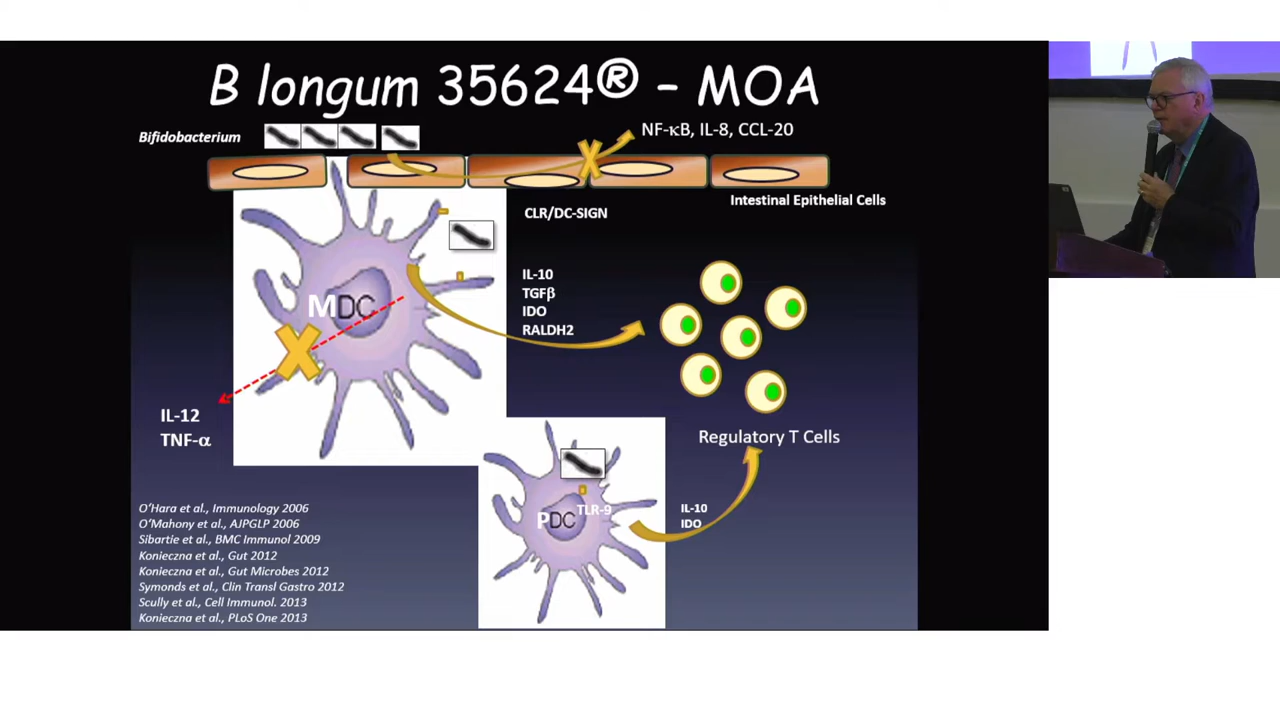 B longum 35624® – MOA
Bifidobacterium
NF-κB, IL-8, CCL-20
Intestinal Epithelial Cells
CLR/DC-SIGN
IL-10
TGFβ
IDO
RALDH2
MDC
IL-12
TNF-α
Regulatory T Cells
TLR-9
PDC
IL-10
IDO
O'Hara et al., Immunology 2006
O'Mahony et al., AJPGLP 2006
Sibartie et al., BMC Immunol 2009
Konieczna et al., Gut 2012
Konieczna et al., Gut Microbes 2012
Symonds et al., Clin Transl Gastro 2012
Scully et al., Cell Immunol. 2013
Konieczna et al., PLoS One 2013